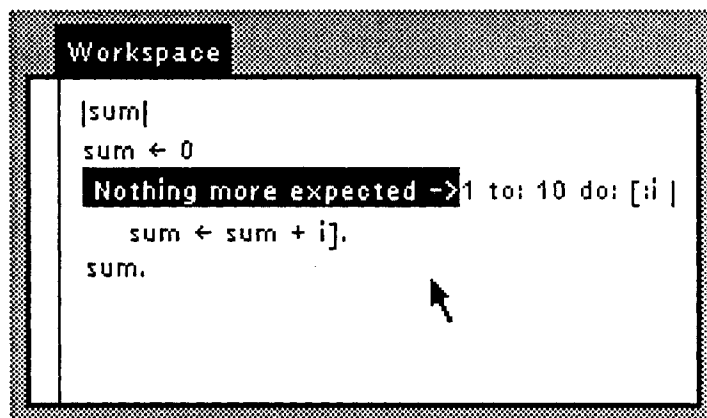 Workspace
|sum|
sum ← 0
Nothing more expected ->1 to: 10 do: [:i |
sum ← sum + i].
sum.